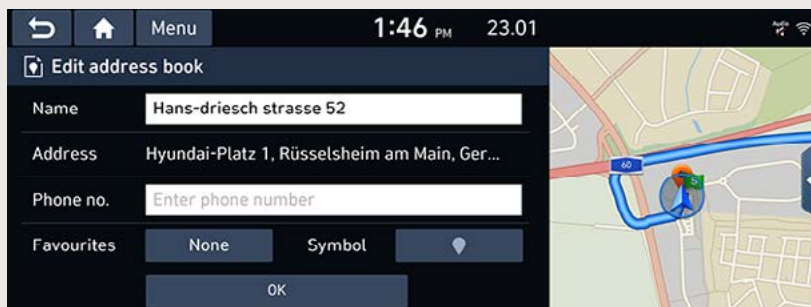 Menu 1:46 PM 23.01
Edit address book
Name Hans-driesch strasse 52
Address Hyundai-Platz 1, Rüsselsheim am Main, Ger...
Phone no. Enter phone number
Favourites None Symbol
OK
60
S